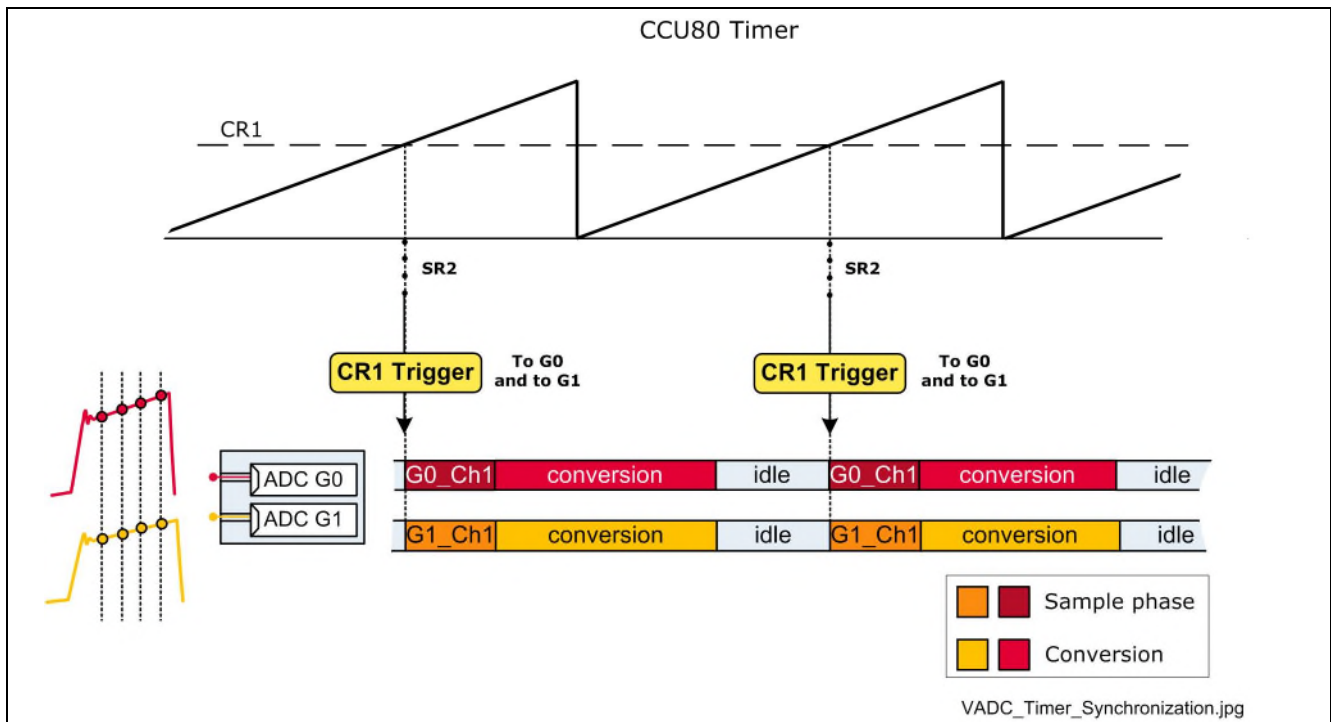 CCU80 Timer
CR1
SR2
SR2
CR1 Trigger
To G0
and to G1
CR1 Trigger
To G0
and to G1
ADC G0
ADC G1
G0_Ch1 conversion idle G0_Ch1 conversion idle
G1_Ch1 conversion idle G1_Ch1 conversion idle
Sample phase
Conversion
VADC_Timer_Synchronization.jpg